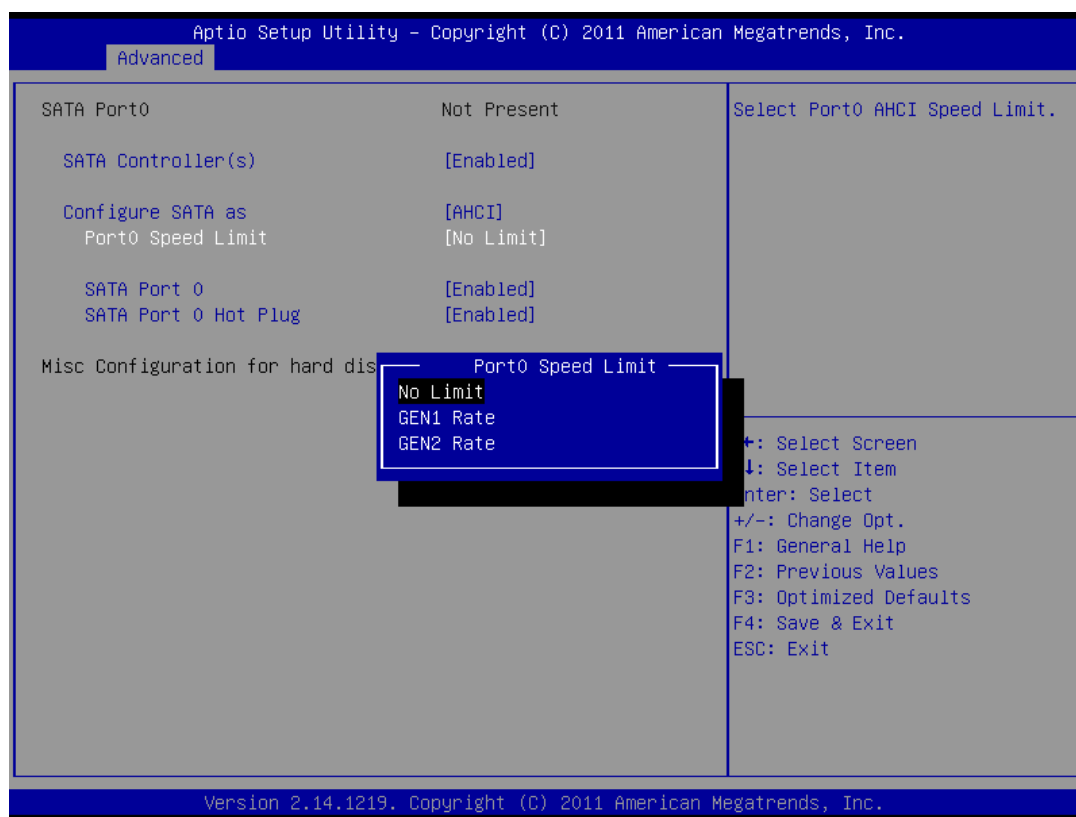 Aptio Setup Utility – Copyright (C) 2011 American Megatrends, Inc.
Advanced
SATA Port0 Not Present
SATA Controller(s) [Enabled]
Configure SATA as [AHCI]
Port0 Speed Limit [No Limit]
SATA Port 0 [Enabled]
SATA Port 0 Hot Plug [Enabled]
Misc Configuration for hard dis
Port0 Speed Limit
No Limit
GEN1 Rate
GEN2 Rate
Select Port0 AHCI Speed Limit.
: Select Screen
↓: Select Item
nter: Select
+/-: Change Opt.
F1: General Help
F2: Previous Values
F3: Optimized Defaults
F4: Save & Exit
ESC: Exit
Version 2.14.1219. Copyright (C) 2011 American Megatrends, Inc.